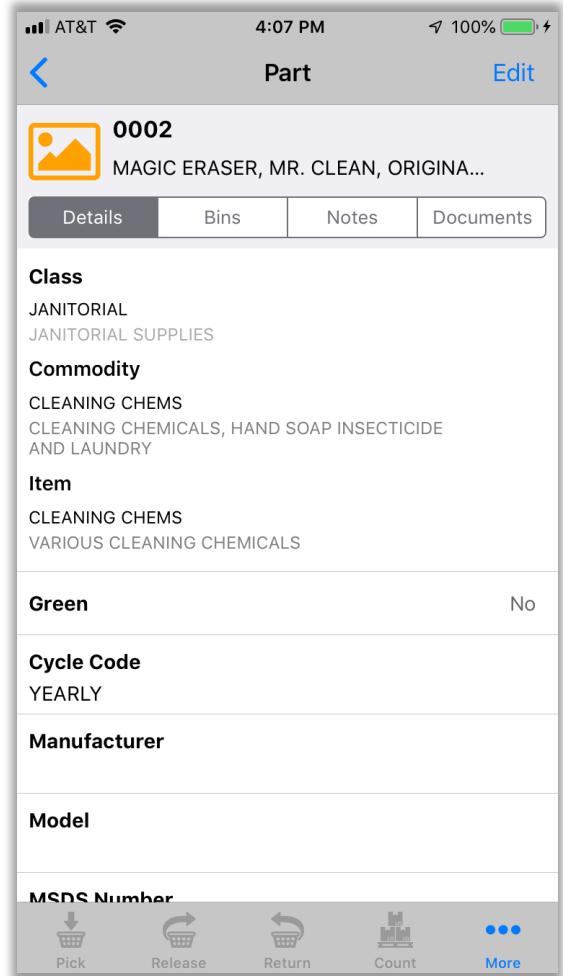 AT&T 4:07 PM 100%
Part Edit
0002
MAGIC ERASER, MR. CLEAN, ORIGINA...
Details Bins Notes Documents
Class
JANITORIAL
JANITORIAL SUPPLIES
Commodity
CLEANING CHEMS
CLEANING CHEMICALS, HAND SOAP INSECTICIDE
AND LAUNDRY
Item
CLEANING CHEMS
VARIOUS CLEANING CHEMICALS
Green No
Cycle Code
YEARLY
Manufacturer
Model
MSDS Number
Pick Release Return Count More